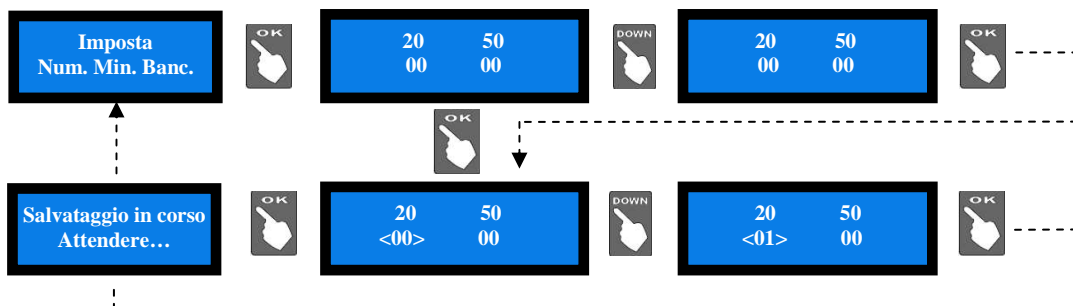 Imposta
Num. Min. Banc.
OK
20 50
00 00
DOWN
20 50
00 00
OK
OK
Salvataggio in corso
Attendere…
OK
20 50
<00> 00
DOWN
20 50
<01> 00
OK